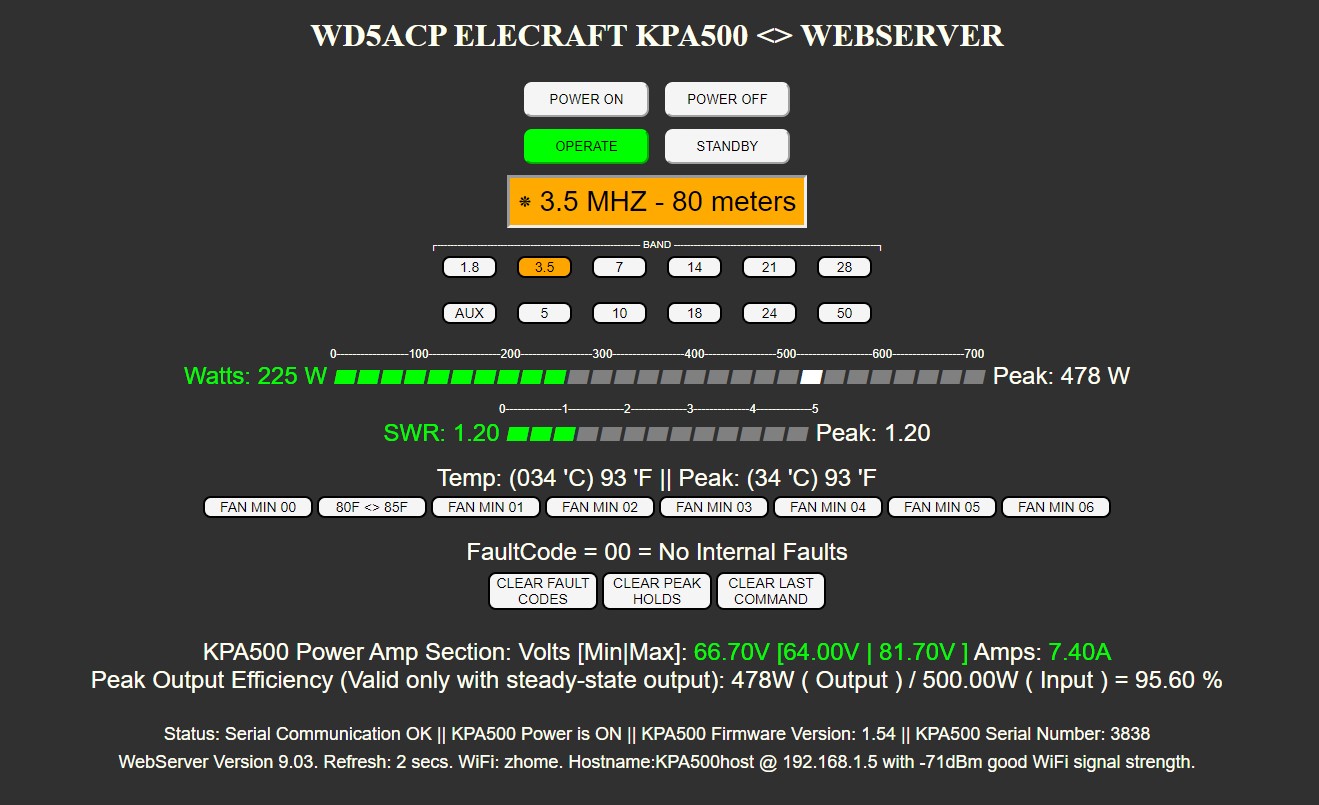 WD5ACP ELECRAFT KPA500 <> WEBSERVER
POWER ON POWER OFF
OPERATE STANDBY
❊ 3.5 MHZ - 80 meters
BAND
1.8 3.5 7 14 21 28
AUX 5 10 18 24 50
0----------100----------200----------300----------400----------500----------600----------700
Watts: 225 W Peak: 478 W
0----------1----------2----------3----------4----------5
SWR: 1.20 Peak: 1.20
Temp: (034 'C) 93 'F || Peak: (34 'C) 93 'F
FAN MIN 00 80F <> 85F FAN MIN 01 FAN MIN 02 FAN MIN 03 FAN MIN 04 FAN MIN 05 FAN MIN 06
FaultCode = 00 = No Internal Faults
CLEAR FAULT CODES CLEAR PEAK HOLDS CLEAR LAST COMMAND
KPA500 Power Amp Section: Volts [Min|Max]: 66.70V [64.00V | 81.70V ] Amps: 7.40A
Peak Output Efficiency (Valid only with steady-state output): 478W ( Output ) / 500.00W ( Input ) = 95.60 %
Status: Serial Communication OK || KPA500 Power is ON || KPA500 Firmware Version: 1.54 || KPA500 Serial Number: 3838
WebServer Version 9.03. Refresh: 2 secs. WiFi: zhome. Hostname:KPA500host @ 192.168.1.5 with -71dBm good WiFi signal strength.